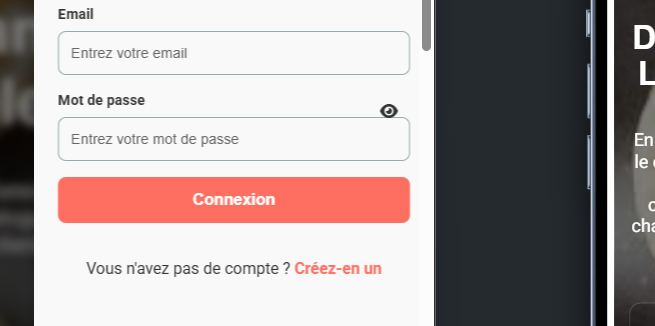 Email
Entrez votre email
Mot de passe
Entrez votre mot de passe
Connexion
Vous n'avez pas de compte ? Créez-en un
D
L
En
le
cha